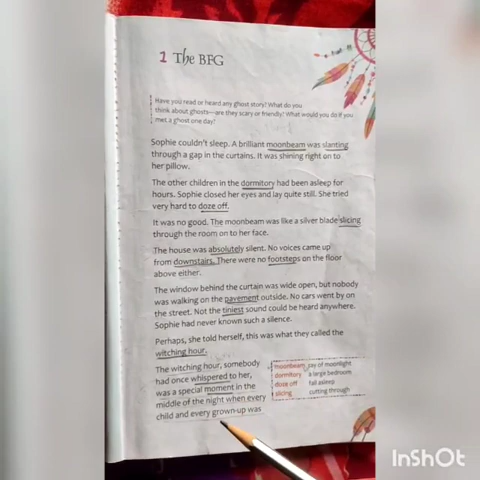 1 The BFG
Have you read or heard any ghost story? What do you
think about ghosts—are they scary or friendly? What would you do if you
met a ghost one day?
Sophie couldn't sleep. A brilliant moonbeam was slanting
through a gap in the curtains. It was shining right on to
her pillow.
The other children in the dormitory had been asleep for
hours. Sophie closed her eyes and lay quite still. She tried
very hard to doze off.
It was no good. The moonbeam was like a silver blade slicing
through the room on to her face.
The house was absolutely silent. No voices came up
from downstairs. There were no footsteps on the floor
above either.
The window behind the curtain was wide open, but nobody
was walking on the pavement outside. No cars went by on
the street. Not the tiniest sound could be heard anywhere.
Sophie had never known such a silence.
Perhaps, she told herself, this was what they called the
witching hour.
The witching hour, somebody
had once whispered to her,
was a special moment in the
middle of the night when every
child and every grown-up was
moonbeam ray of moonlight
dormitory a large bedroom
doze off fall asleep
slicing cutting through
InShOt